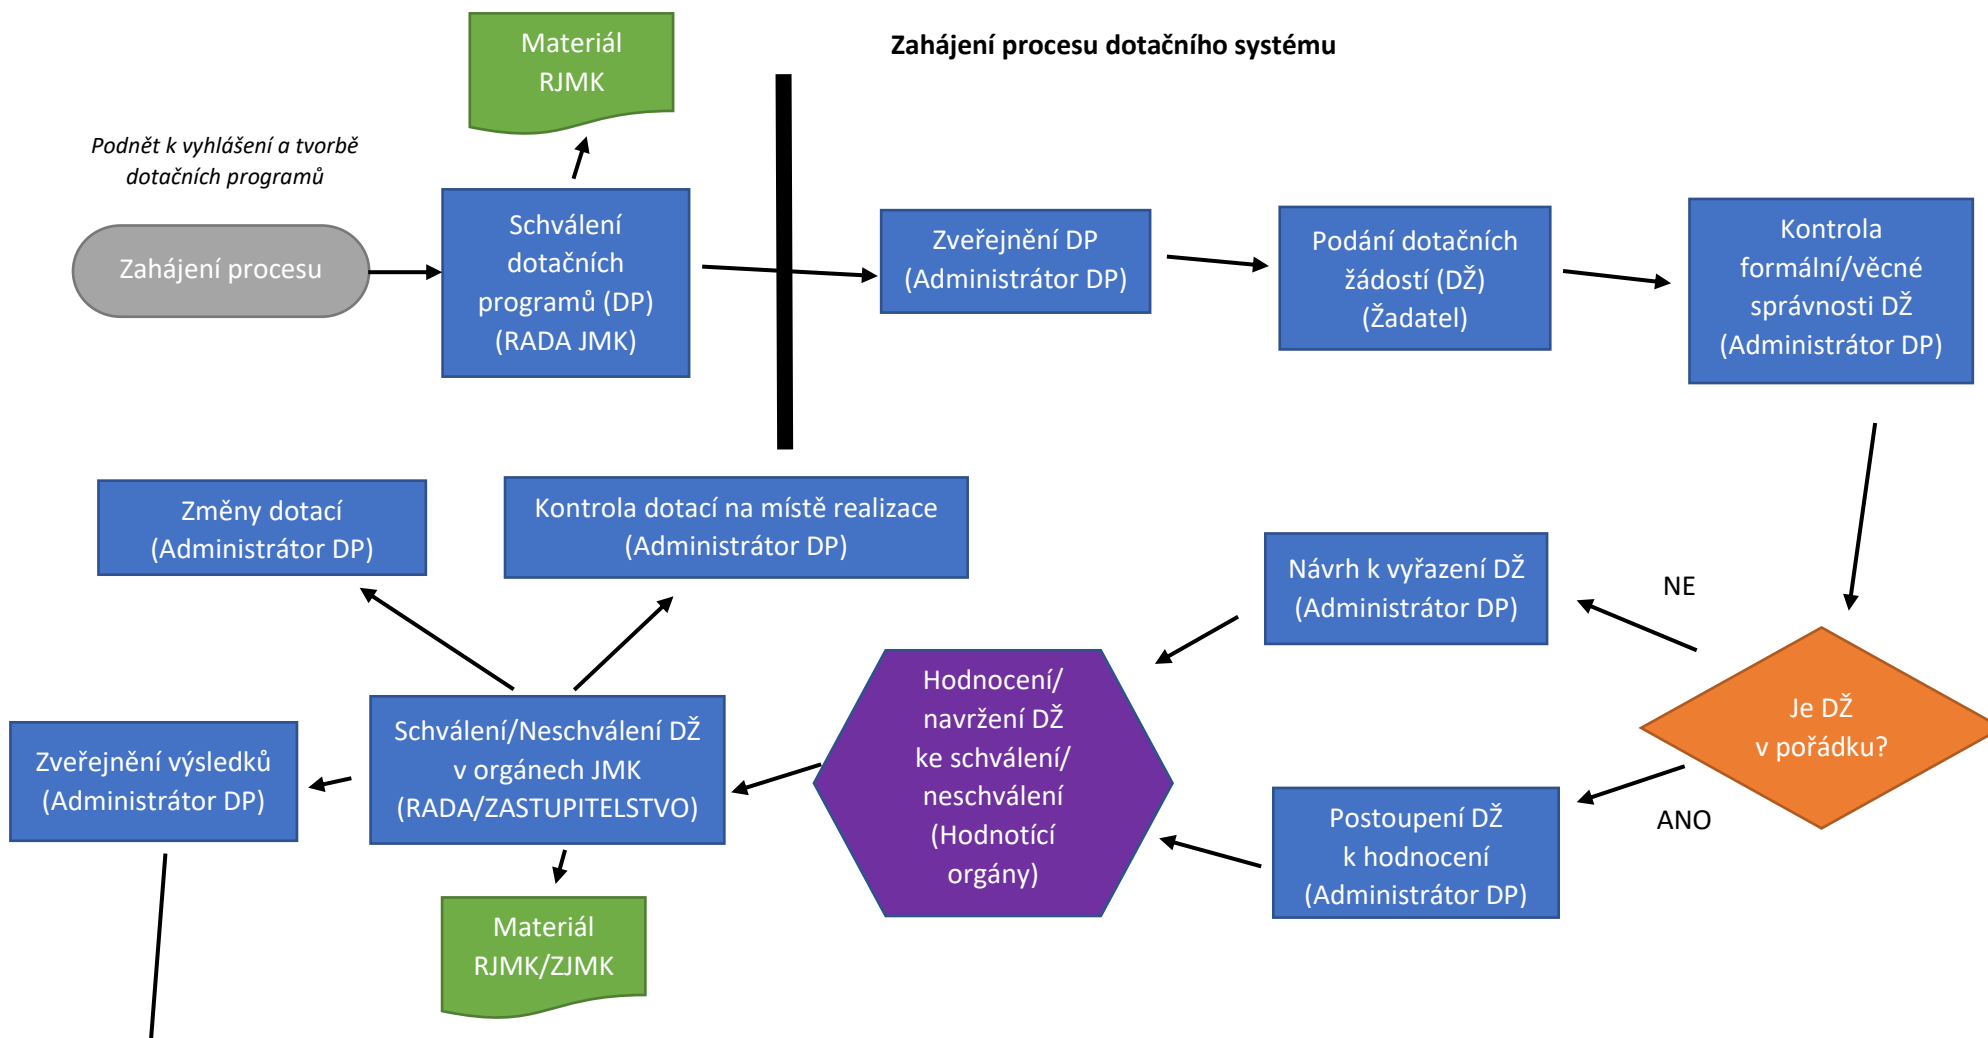 Materiál
RJMK
Zahájení procesu dotačního systému
Podnět k vyhlášení a tvorbě
dotačních programů
Zahájení procesu
Schválení
dotačních
programů (DP)
(RADA JMK)
Zveřejnění DP
(Administrátor DP)
Podání dotačních
žádostí (DŽ)
(Žadatel)
Kontrola
formální/věcné
správnosti DŽ
(Administrátor DP)
Změny dotací
(Administrátor DP)
Kontrola dotací na místě realizace
(Administrátor DP)
Návrh k vyřazení DŽ
(Administrátor DP)
NE
Je DŽ
v pořádku?
ANO
Postoupení DŽ
k hodnocení
(Administrátor DP)
Hodnocení/
navržení DŽ
ke schválení/
neschválení
(Hodnotící
orgány)
Schválení/Neschválení DŽ
v orgánech JMK
(RADA/ZASTUPITELSTVO)
Zveřejnění výsledků
(Administrátor DP)
Materiál
RJMK/ZJMK